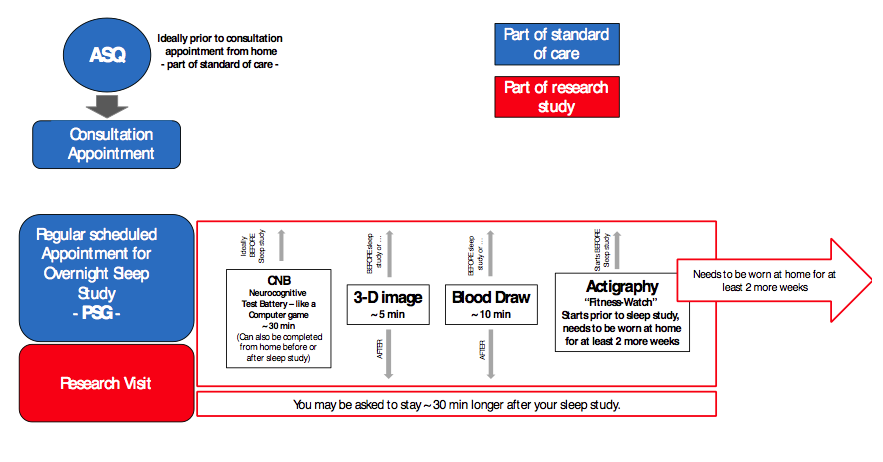 ASQ
Ideally prior to consultation
appointment from home
- part of standard of care -
Part of standard
of care
Part of research
study
Consultation
Appointment
Regular scheduled
Appointment for
Overnight Sleep
Study
- PSG -
Research Visit
Ideally
BEFORE
Sleep study
CNB
Neurocognitive
Test Battery – like a
Computer game
~ 30 min
(Can also be completed
from home before or
after sleep study)
BEFORE sleep
study or ...
3-D image
~ 5 min
AFTER
BEFORE sleep
study or ...
Blood Draw
~ 10 min
AFTER
Starts BEFORE
Sleep study
Actigraphy
“Fitness-Watch”
Starts prior to sleep study,
needs to be worn at home
for at least 2 more weeks
Needs to be worn at home for at
least 2 more weeks
You may be asked to stay ~ 30 min longer after your sleep study.